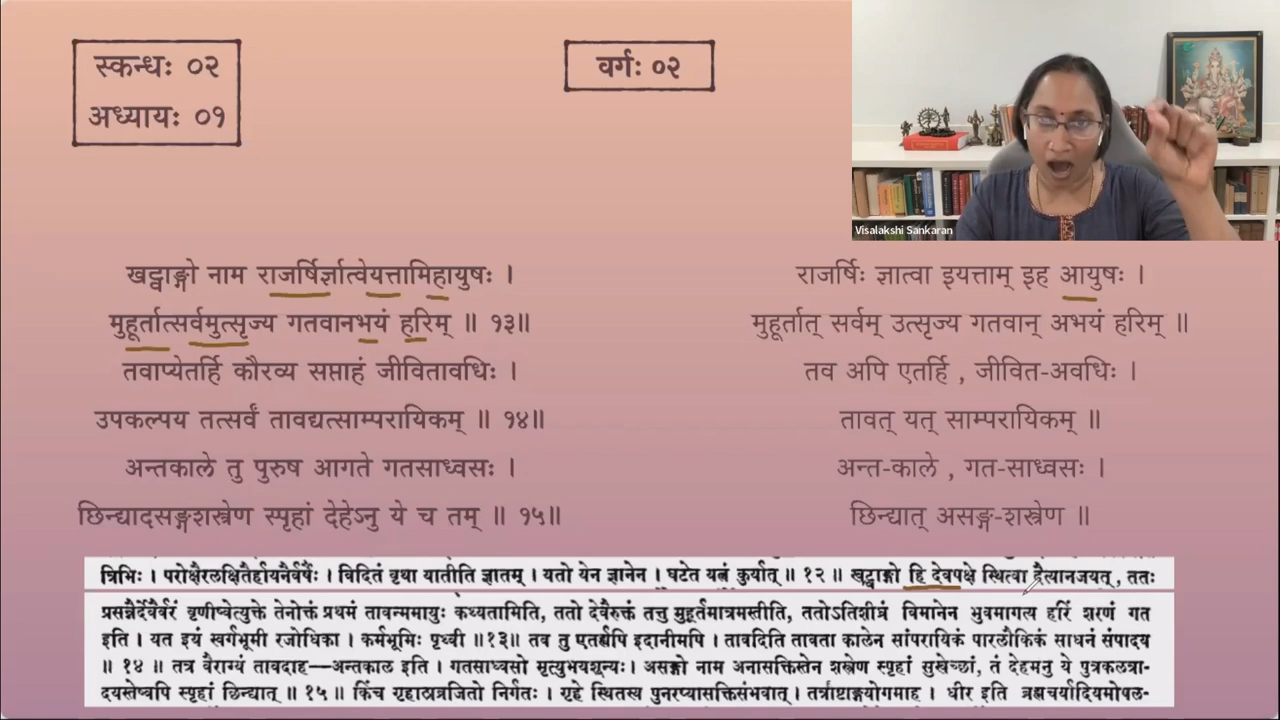 स्कन्धः ०२
अध्यायः ०१
वर्गः ०२
Visalakshi Sankaran
खट्वाङ्गो नाम राजर्षिर्ज्ञात्वेयत्तामिहायुषः ।
मुहूर्तात्सर्वमुत्सृज्य गतवानभयं हरिम् ॥ १३॥
तवाप्येतर्हि कौरव्य सप्ताहं जीवितावधिः ।
उपकल्पय तत्सर्वं तावद्यत्साम्परायिकम् ॥ १४॥
अन्तकाले तु पुरुष आगते गतसाध्वसः ।
छिन्द्यादसङ्गशस्त्रेण स्पृहां देहेऽनु ये च तम् ॥ १५॥
राजर्षिः ज्ञात्वा इयत्ताम् इह आयुषः ।
मुहूर्तात् सर्वम् उत्सृज्य गतवान् अभयं हरिम् ॥
तव अपि एतर्हि , जीवित-अवधिः ।
तावत् यत् साम्परायिकम् ॥
अन्त-काले , गत-साध्वसः ।
छिन्द्यात् असङ्ग-शस्त्रेण ॥
त्रिभिः । परोक्षैरलक्षितैर्हायनैर्वर्षैः । विदितं वृथा यातीति ज्ञातम् । यतो येन ज्ञानेन । घटेत यत्नं कुर्यात् ॥ १२ ॥ खट्वाङ्गो हि देवपक्षे स्थित्वा दैत्यानजयत्, ततः
प्रसन्नैर्देवैर्वरं वृणीष्वेत्युक्ते तेनोक्तं प्रथमं तावन्ममायुः कथ्यतामिति, ततो देवैरुक्तं तत्तु मुहूर्तमात्रमस्तीति, ततोऽतिशीघ्रं विमानेन भुवमागत्य हरिं शरणं गत
इति । यत इयं स्वर्गभूमी रजोधिका । कर्मभूमिः पृथ्वी ॥१३॥ तव तु एतर्ह्यपि इदानीमपि । तावदिति तावता कालेन सांपरायिकं पारलौकिकं साधनं संपादय
॥ १४ ॥ तत्र वैराग्यं तावदाह—अन्तकाल इति । गतसाध्वसो मृत्युभयशून्यः । असङ्गो नाम अनासक्तिस्तेन शस्त्रेण स्पृहां सुखेच्छां, तं देहमनु ये पुत्रकलत्रा-
दयस्तेष्वपि स्पृहां छिन्द्यात् ॥ १५ ॥ किंच गृहात्प्रव्रजितो निर्गतः । गृहे स्थितस्य पुनरप्यासक्तिसंभवात् । तत्राष्टाङ्गयोगमाह । धीर इति ब्रह्मचर्यादियमोपल-